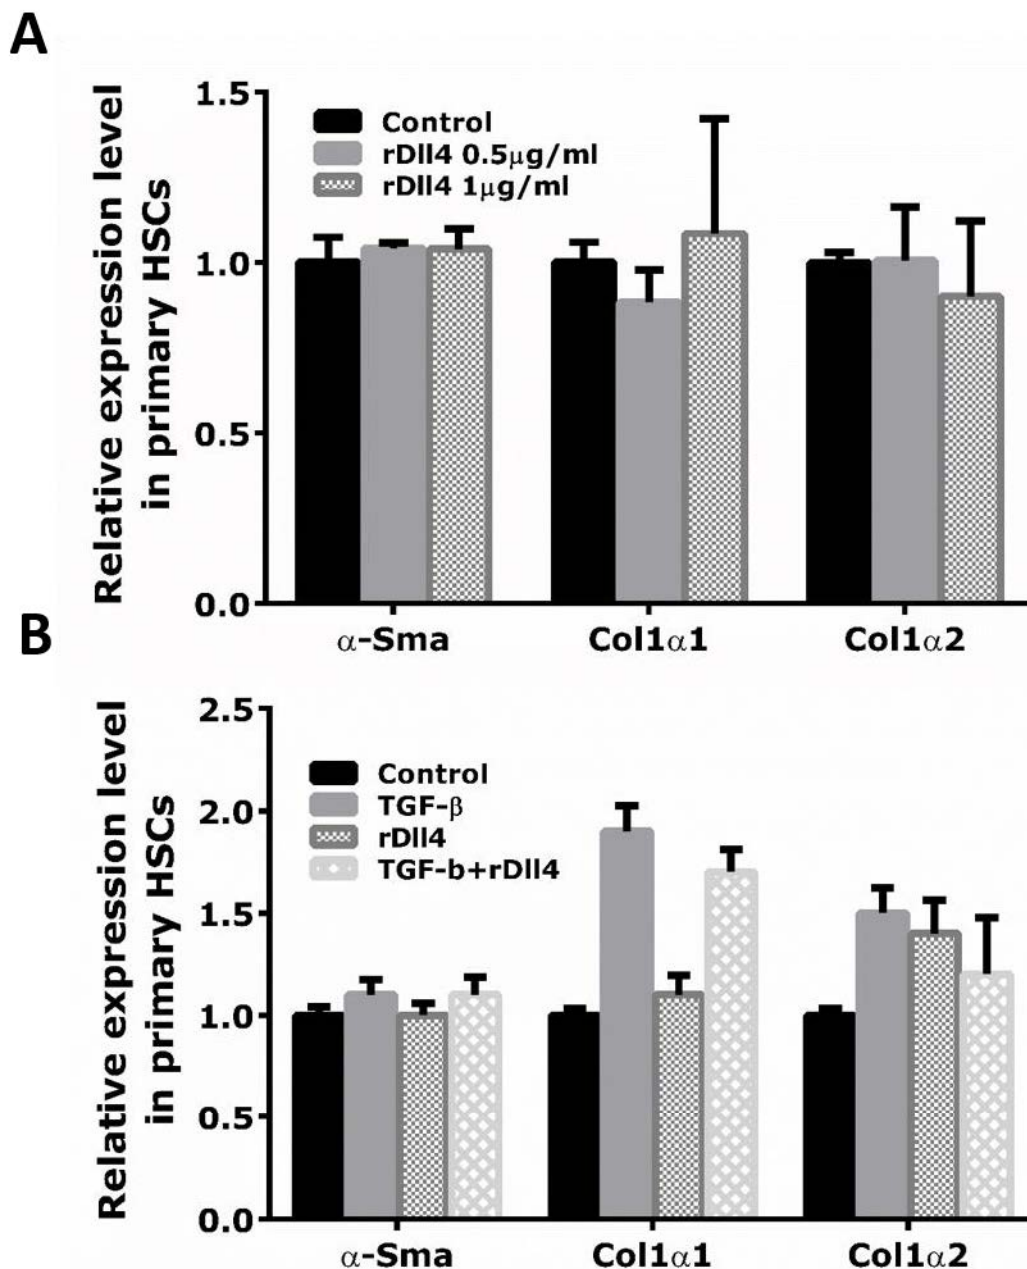 A
Relative expression level
in primary HSCs
1.5
1.0
0.5
0.0
Control
rDll4 0.5μg/ml
rDll4 1μg/ml
α-Sma
Col1α1
Col1α2
B
Relative expression level
in primary HSCs
2.5
2.0
1.5
1.0
0.5
0.0
Control
TGF-β
rDll4
TGF-b+rDll4
α-Sma
Col1α1
Col1α2